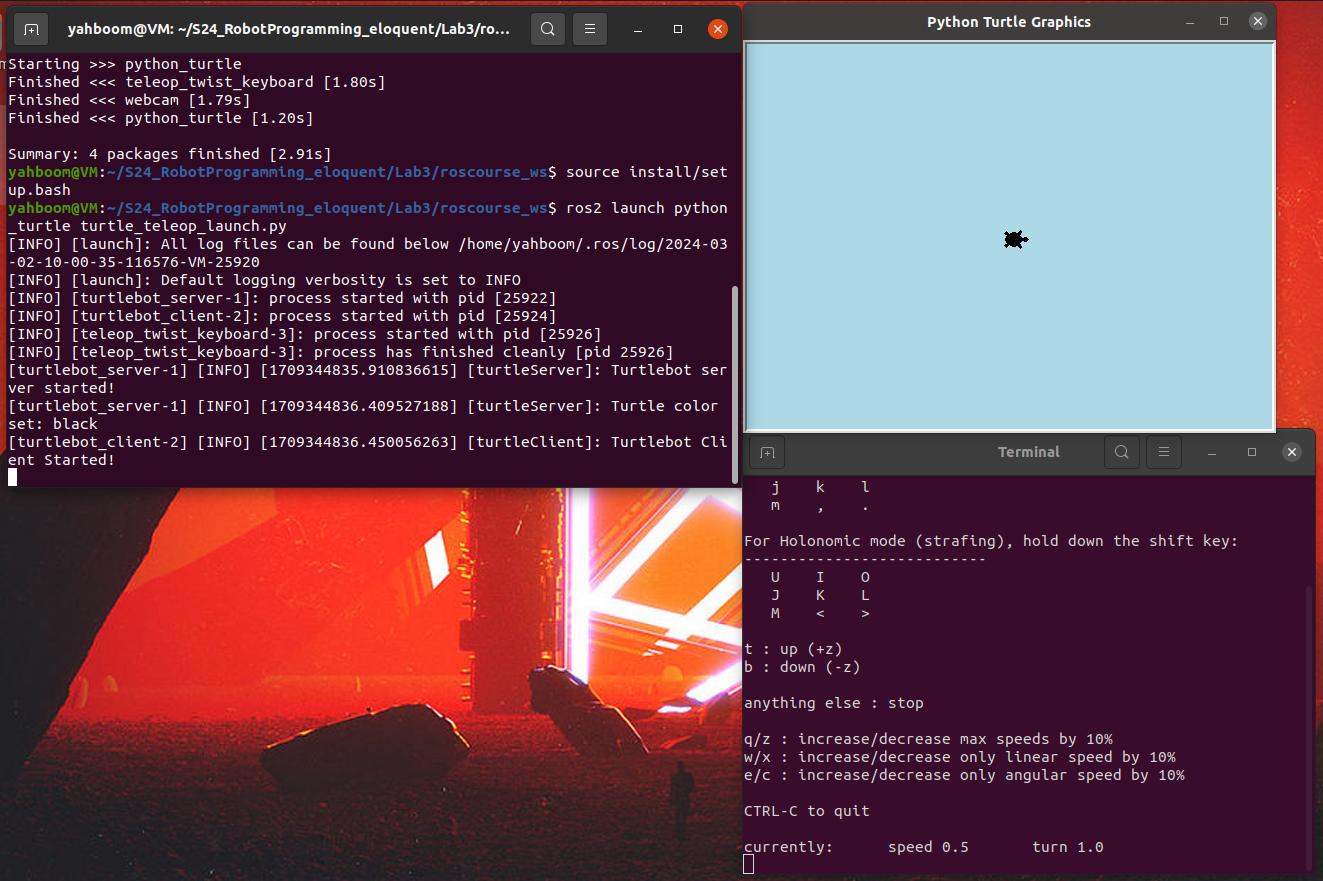 yahboom@VM: ~/S24_RobotProgramming_eloquent/Lab3/ro...
Starting >>> python_turtle
Finished <<< teleop_twist_keyboard [1.80s]
Finished <<< webcam [1.79s]
Finished <<< python_turtle [1.20s]
Summary: 4 packages finished [2.91s]
yahboom@VM:~/S24_RobotProgramming_eloquent/Lab3/roscourse_ws$ source install/set
up.bash
yahboom@VM:~/S24_RobotProgramming_eloquent/Lab3/roscourse_ws$ ros2 launch python
_turtle turtle_teleop_launch.py
[INFO] [launch]: All log files can be found below /home/yahboom/.ros/log/2024-03
-02-10-00-35-116576-VM-25920
[INFO] [launch]: Default logging verbosity is set to INFO
[INFO] [turtlebot_server-1]: process started with pid [25922]
[INFO] [turtlebot_client-2]: process started with pid [25924]
[INFO] [teleop_twist_keyboard-3]: process started with pid [25926]
[INFO] [teleop_twist_keyboard-3]: process has finished cleanly [pid 25926]
[turtlebot_server-1] [INFO] [1709344835.910836615] [turtleServer]: Turtlebot ser
ver started!
[turtlebot_server-1] [INFO] [1709344836.409527188] [turtleServer]: Turtle color
set: black
[turtlebot_client-2] [INFO] [1709344836.450056263] [turtleClient]: Turtlebot Cli
ent Started!
Python Turtle Graphics
Terminal
j k l
m , .
For Holonomic mode (strafing), hold down the shift key:
---------------------------
U I O
J K L
M < >
t : up (+z)
b : down (-z)
anything else : stop
q/z : increase/decrease max speeds by 10%
w/x : increase/decrease only linear speed by 10%
e/c : increase/decrease only angular speed by 10%
CTRL-C to quit
currently: speed 0.5 turn 1.0